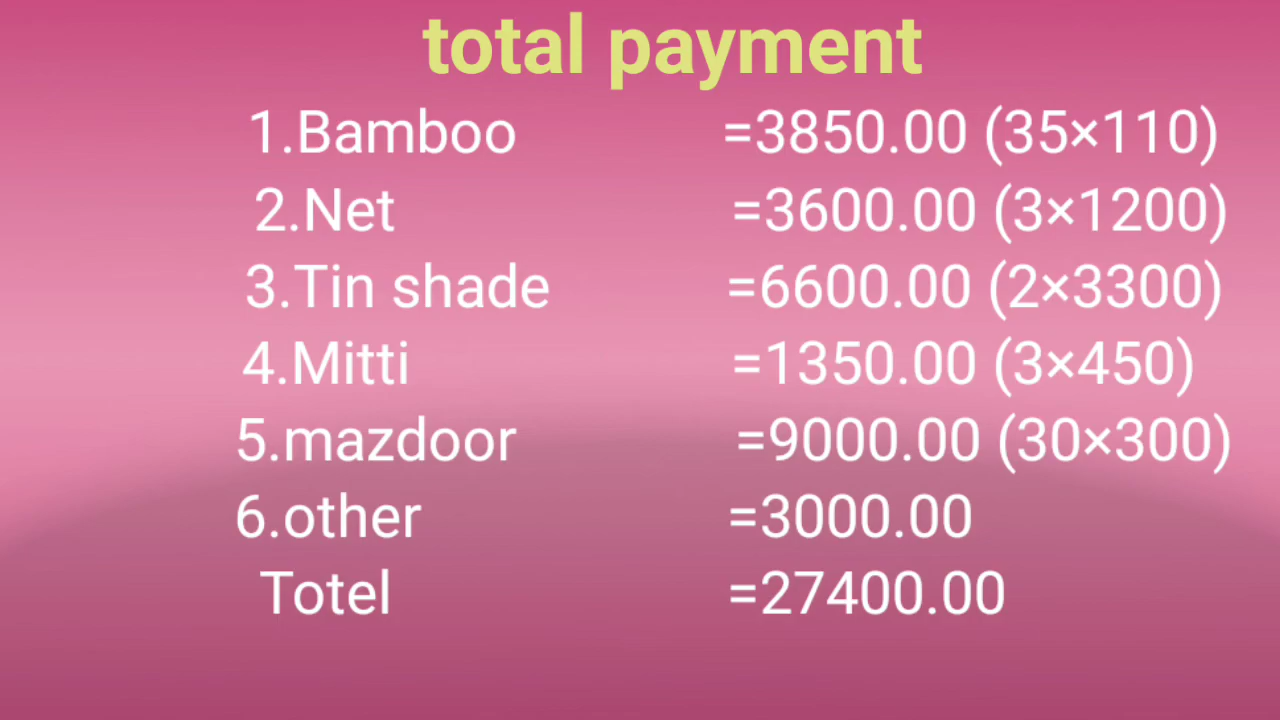 total payment
1.Bamboo =3850.00 (35×110)
2.Net =3600.00 (3×1200)
3.Tin shade =6600.00 (2×3300)
4.Mitti =1350.00 (3×450)
5.mazdoor =9000.00 (30×300)
6.other =3000.00
Totel =27400.00